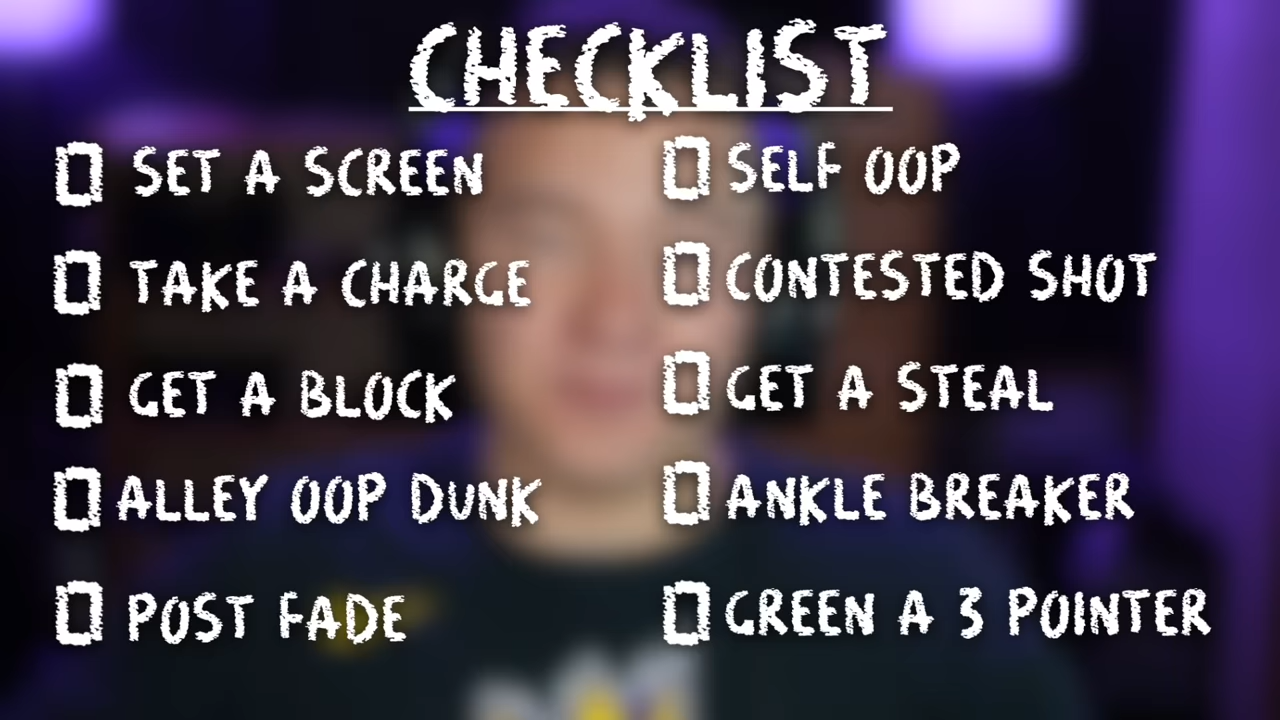 CHECKLIST
SET A SCREEN
TAKE A CHARGE
GET A BLOCK
ALLEY OOP DUNK
POST FADE
SELF OOP
CONTESTED SHOT
GET A STEAL
ANKLE BREAKER
GREEN A 3 POINTER